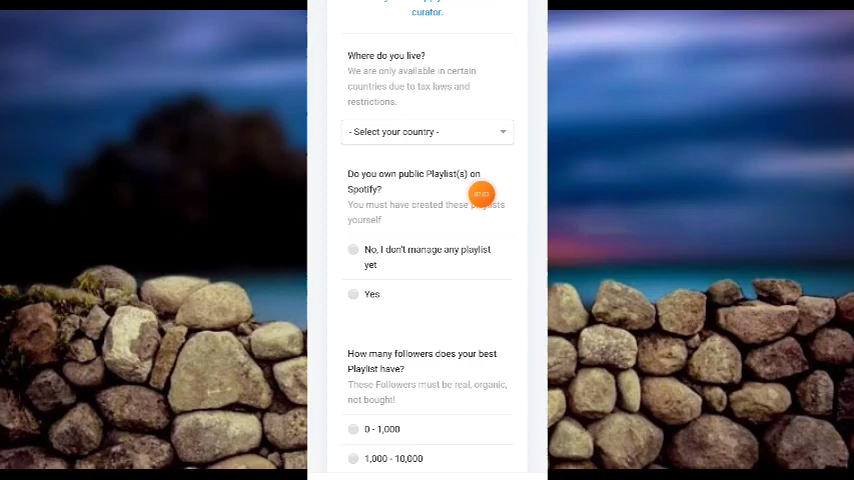 curator.
Where do you live?
We are only available in certain
countries due to tax laws and
restrictions.
- Select your country -
Do you own public Playlist(s) on
Spotify?
You must have created these playlists
yourself
No, I don't manage any playlist
yet
Yes
How many followers does your best
Playlist have?
These Followers must be real, organic,
not bought!
0 - 1,000
1,000 - 10,000